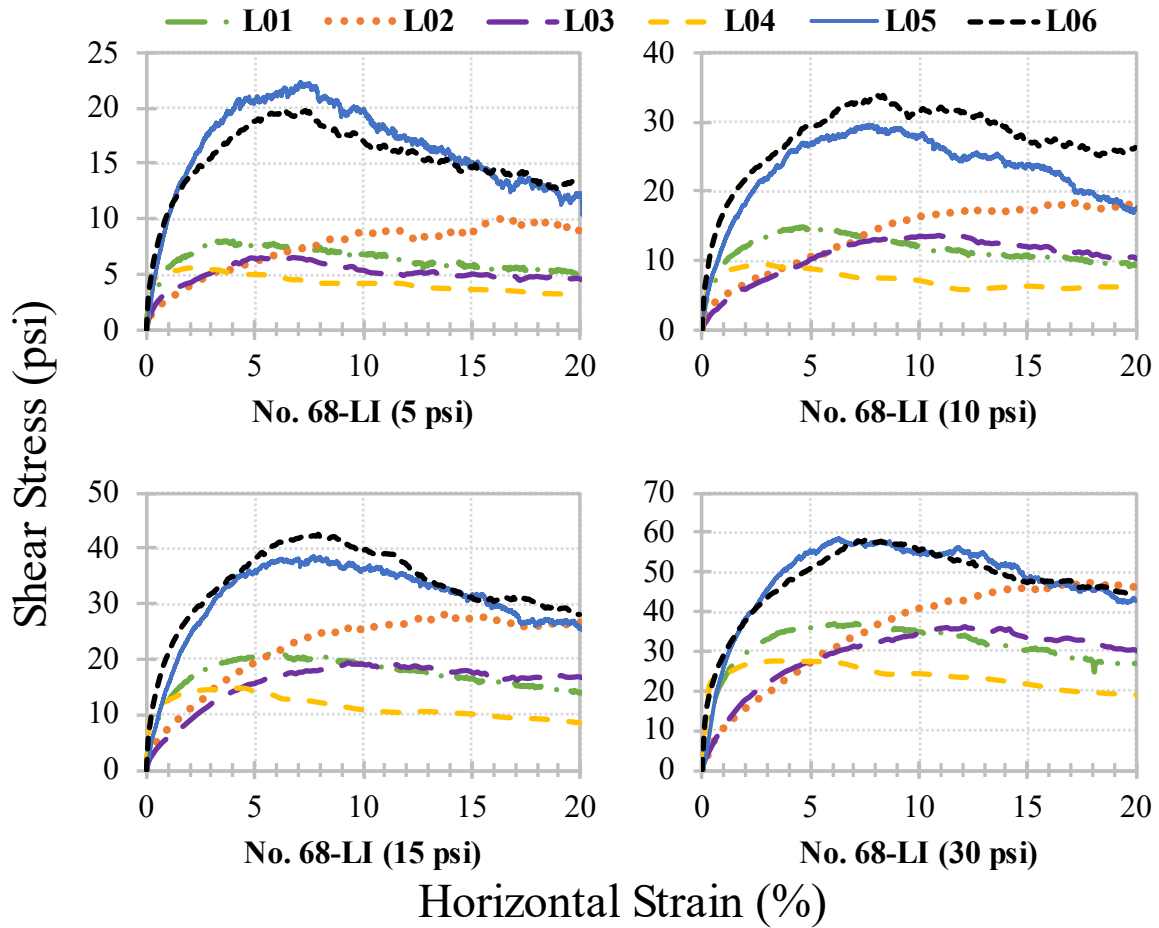 L01 L02 L03 L04 L05 L06
Shear Stress (psi)
25
20
15
10
5
0
0 5 10 15 20
No. 68-LI (5 psi)
40
30
20
10
0
0 5 10 15 20
No. 68-LI (10 psi)
50
40
30
20
10
0
0 5 10 15 20
No. 68-LI (15 psi)
70
60
50
40
30
20
10
0
0 5 10 15 20
No. 68-LI (30 psi)
Horizontal Strain (%)